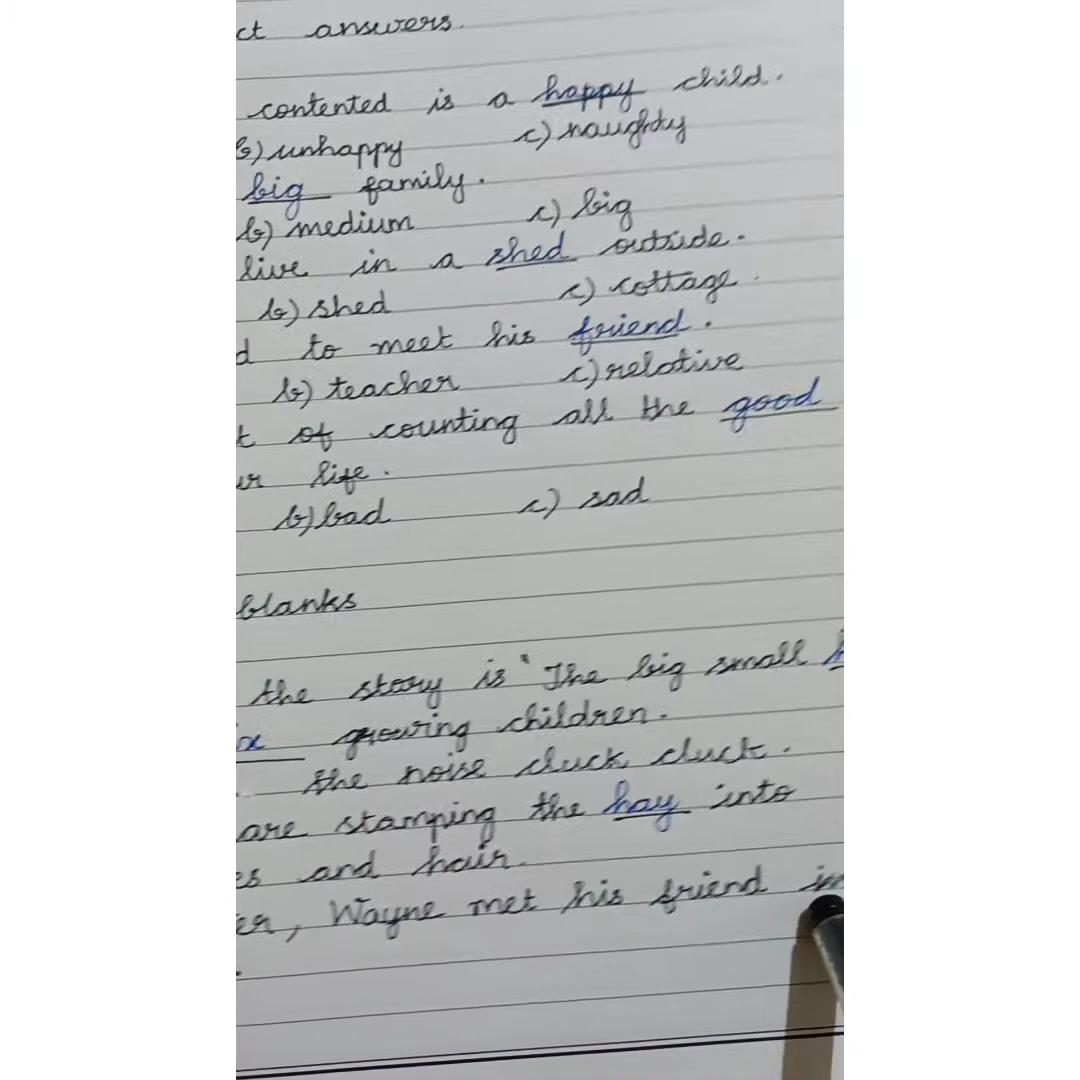 ct answers.
contented is a happy child.
b) unhappy c) naughty
big family.
b) medium c) big
live in a shed outside.
b) shed c) cottage.
d to meet his friend.
b) teacher c) relative
t of counting all the good
ur life.
b) bad c) sad
blanks
the story is "The big small h
ix growing children.
the noise cluck cluck.
are stamping the hay into
es and hair.
er, Wayne met his friend in